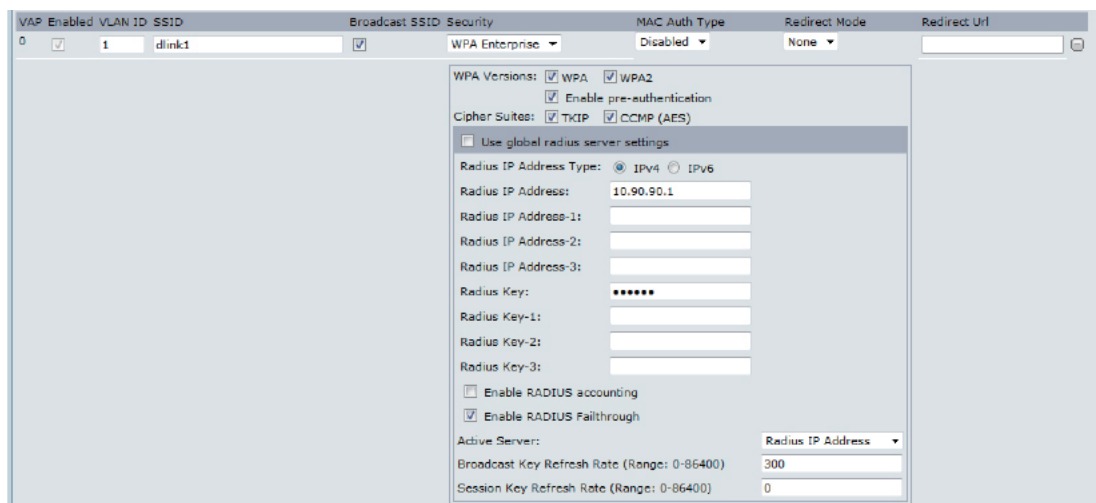 VAP Enabled VLAN ID SSID Broadcast SSID Security MAC Auth Type Redirect Mode Redirect Url
0 1 dlink1 WPA Enterprise Disabled None
WPA Versions: WPA WPA2
Enable pre-authentication
Cipher Suites: TKIP CCMP (AES)
Use global radius server settings
Radius IP Address Type: IPv4 IPv6
Radius IP Address: 10.90.90.1
Radius IP Address-1:
Radius IP Address-2:
Radius IP Address-3:
Radius Key: ••••••
Radius Key-1:
Radius Key-2:
Radius Key-3:
Enable RADIUS accounting
Enable RADIUS Failthrough
Active Server: Radius IP Address
Broadcast Key Refresh Rate (Range: 0-86400) 300
Session Key Refresh Rate (Range: 0-86400) 0